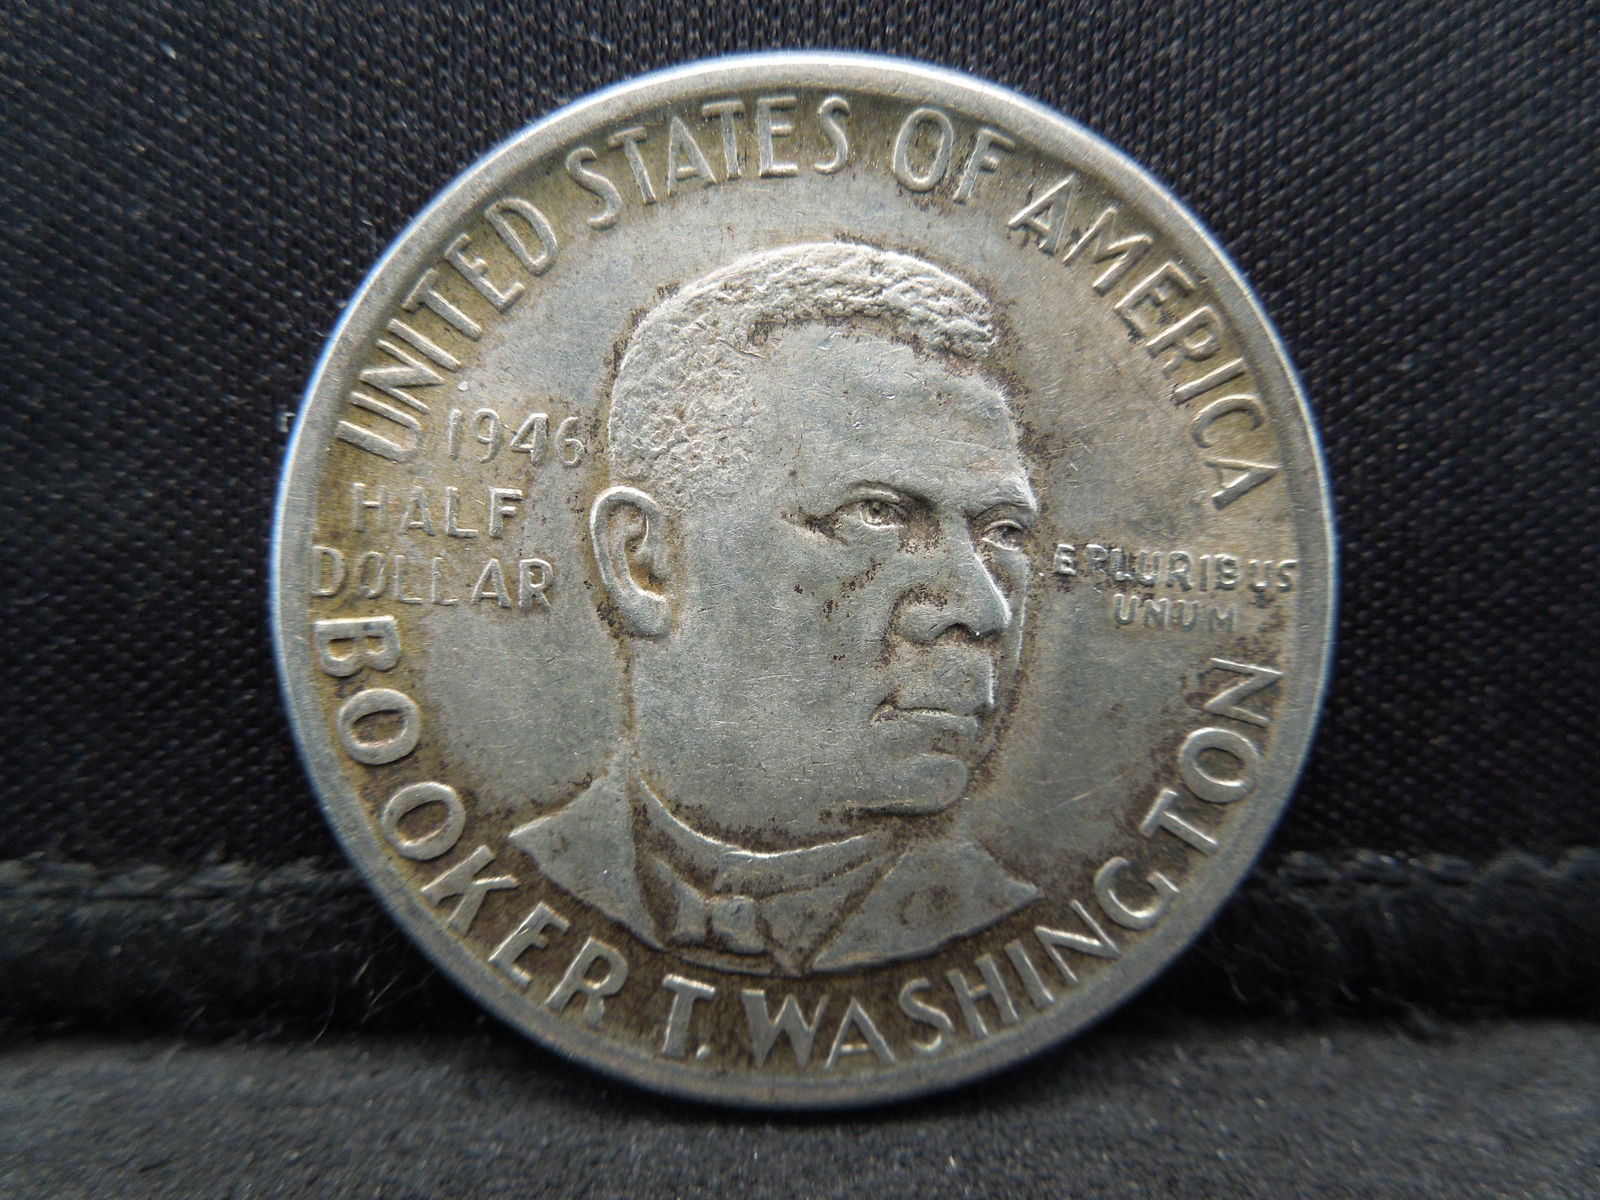 UNITED STATES OF AMERICA
1946
HALF
DOLLAR
E PLURIBUS
UNUM
BOOKER T. WASHINGTON